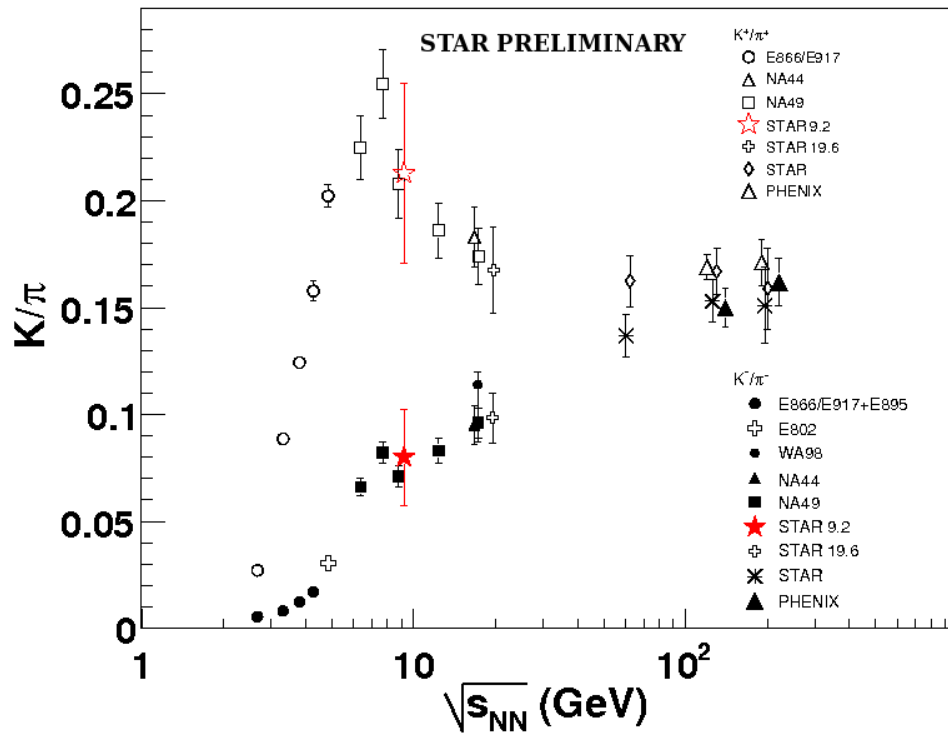 STAR PRELIMINARY
K⁺/π⁺
E866/E917
NA44
NA49
STAR 9.2
STAR 19.6
STAR
PHENIX
K⁻/π⁻
E866/E917+E895
E802
WA98
NA44
NA49
STAR 9.2
STAR 19.6
STAR
PHENIX
K/π
0.25
0.2
0.15
0.1
0.05
0
1
10
10²
√sNN (GeV)